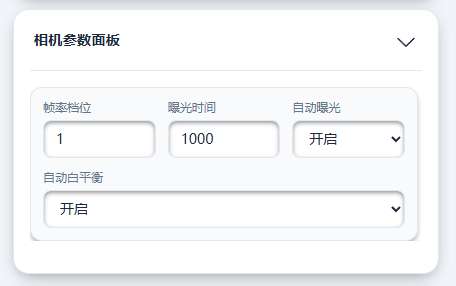 相机参数面板
帧率档位 曝光时间 自动曝光
1 1000 开启
自动白平衡
开启